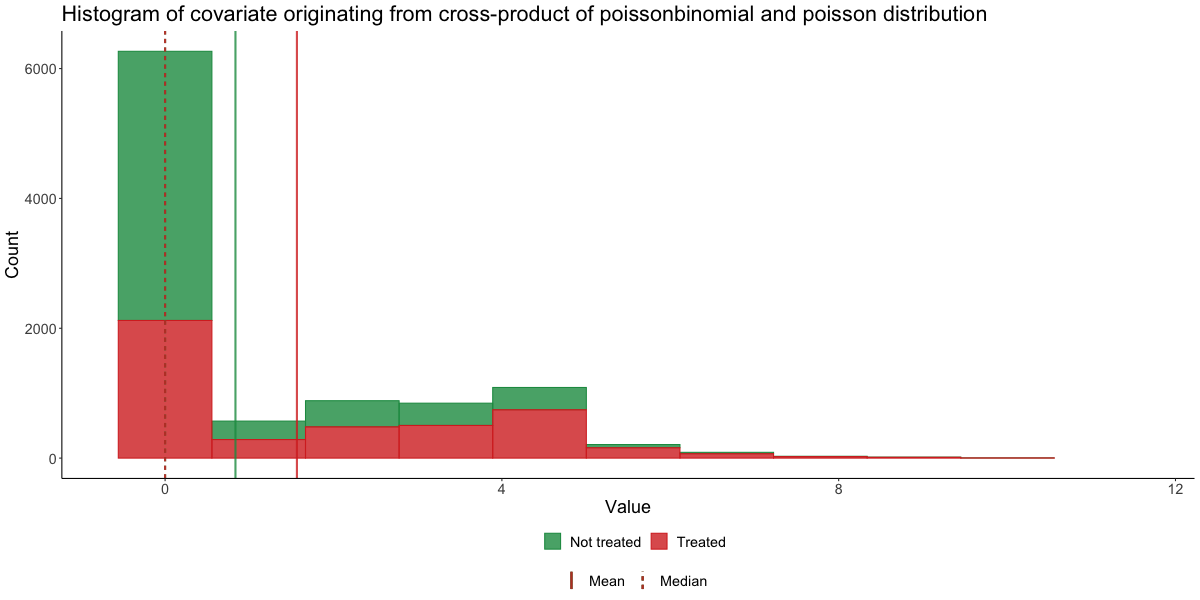 Histogram of covariate originating from cross-product of poissonbinomial and poisson distribution
6000
4000
2000
0
Count
0 4 8 12
Value
Not treated Treated
Mean Median